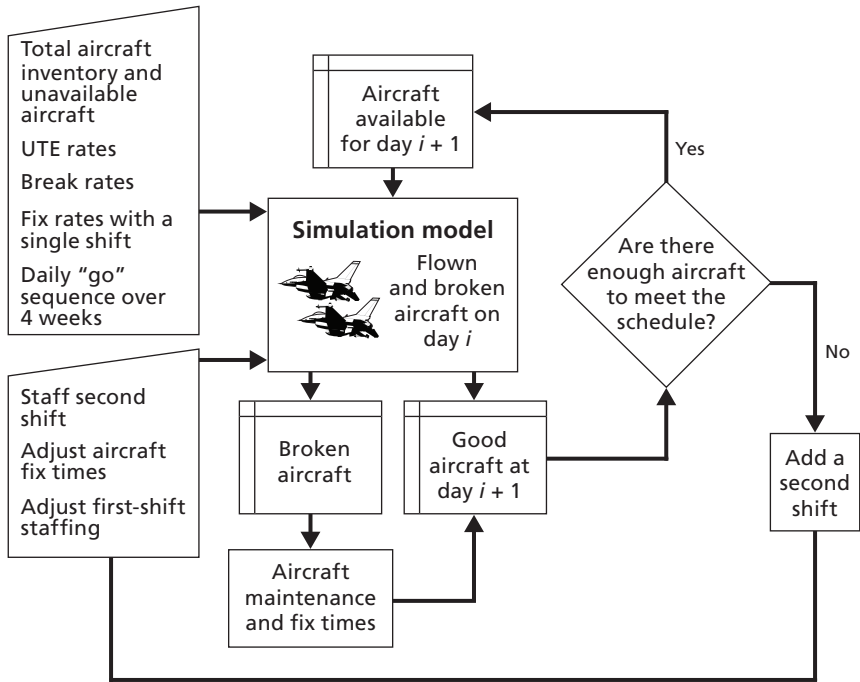 Total aircraft
inventory and
unavailable
aircraft
UTE rates
Break rates
Fix rates with a
single shift
Daily “go”
sequence over
4 weeks
Staff second
shift
Adjust aircraft
fix times
Adjust first-shift
staffing
Aircraft
available
for day i + 1
Simulation model
Flown
and broken
aircraft on
day i
Broken
aircraft
Good
aircraft at
day i + 1
Aircraft
maintenance
and fix times
Are there
enough aircraft
to meet the
schedule?
Yes
No
Add a
second
shift